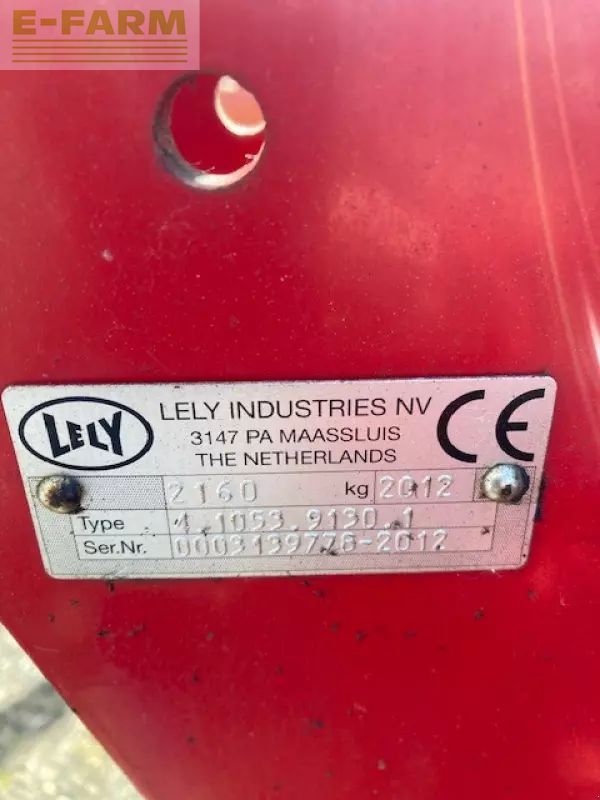 E-FARM
LELY
LELY INDUSTRIES NV
3147 PA MAASSLUIS
THE NETHERLANDS
CE
2160 kg 2012
Type 4.1053.9130.1
Ser.Nr. 0003139778-2012